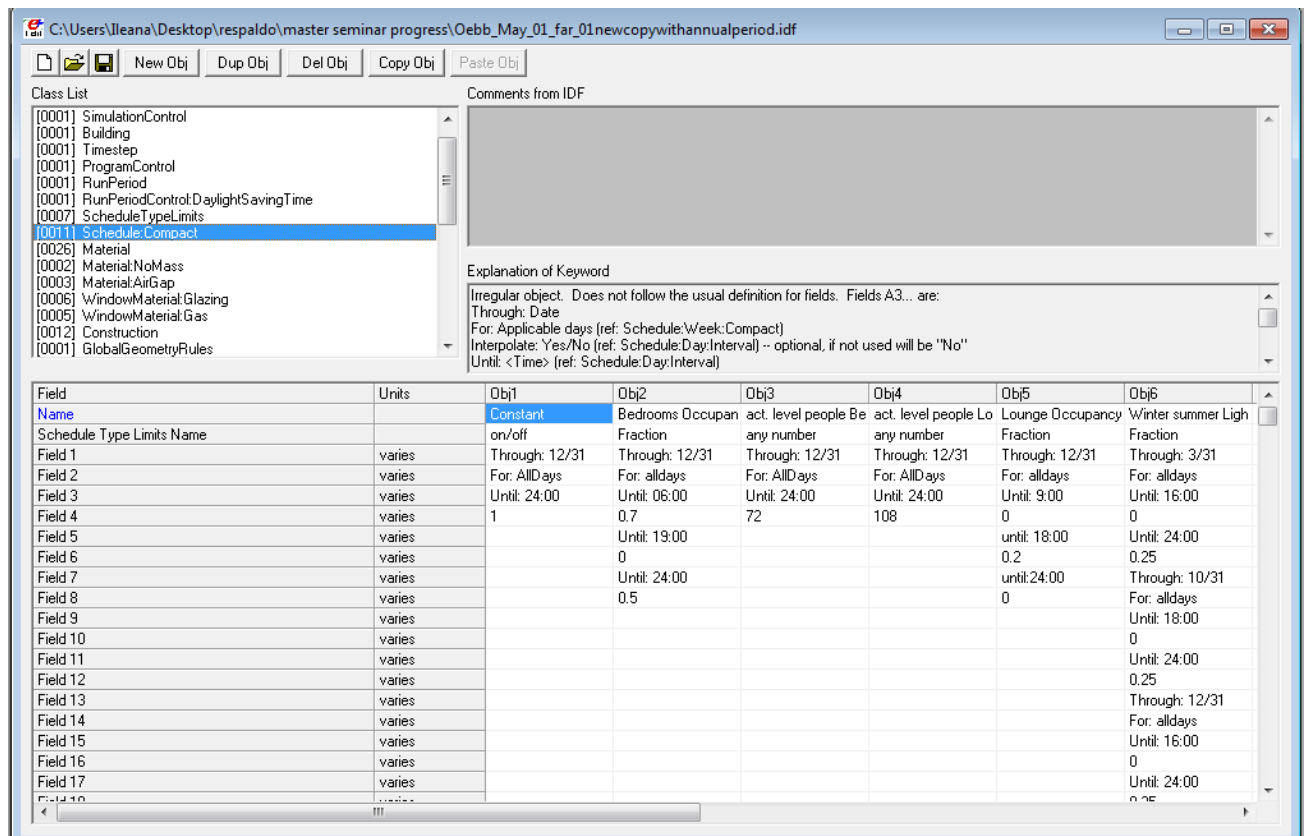 C:\Users\Ileana\Desktop\respaldo\master seminar progress\Oebb_May_01_far_01newcopywithannualperiod.idf
New Obj Dup Obj Del Obj Copy Obj Paste Obj
Class List
[0001] SimulationControl
[0001] Building
[0001] Timestep
[0001] ProgramControl
[0001] RunPeriod
[0001] RunPeriodControl:DaylightSavingTime
[0007] ScheduleTypeLimits
[0011] Schedule:Compact
[0026] Material
[0002] Material:NoMass
[0003] Material:AirGap
[0006] WindowMaterial:Glazing
[0005] WindowMaterial:Gas
[0012] Construction
[0001] GlobalGeometryRules
Comments from IDF
Explanation of Keyword
Irregular object. Does not follow the usual definition for fields. Fields A3... are:
Through: Date
For: Applicable days (ref: Schedule:Week:Compact)
Interpolate: Yes/No (ref: Schedule:Day:Interval) -- optional, if not used will be "No"
Until: <Time> (ref: Schedule:Day:Interval)
Field Units Obj1 Obj2 Obj3 Obj4 Obj5 Obj6
Name Constant Bedrooms Occupan act. level people Be act. level people Lo Lounge Occupancy Winter summer Ligh
Schedule Type Limits Name on/off Fraction any number any number Fraction Fraction
Field 1 varies Through: 12/31 Through: 12/31 Through: 12/31 Through: 12/31 Through: 12/31 Through: 3/31
Field 2 varies For: AllDays For: alldays For: AllDays For: AllDays For: alldays For: alldays
Field 3 varies Until: 24:00 Until: 06:00 Until: 24:00 Until: 24:00 Until: 9:00 Until: 16:00
Field 4 varies 1 0.7 72 108 0 0
Field 5 varies Until: 19:00 until: 18:00 Until: 24:00
Field 6 varies 0 0.2 0.25
Field 7 varies Until: 24:00 until:24:00 Through: 10/31
Field 8 varies 0.5 0 For: alldays
Field 9 varies Until: 18:00
Field 10 varies 0
Field 11 varies Until: 24:00
Field 12 varies 0.25
Field 13 varies Through: 12/31
Field 14 varies For: alldays
Field 15 varies Until: 16:00
Field 16 varies 0
Field 17 varies Until: 24:00